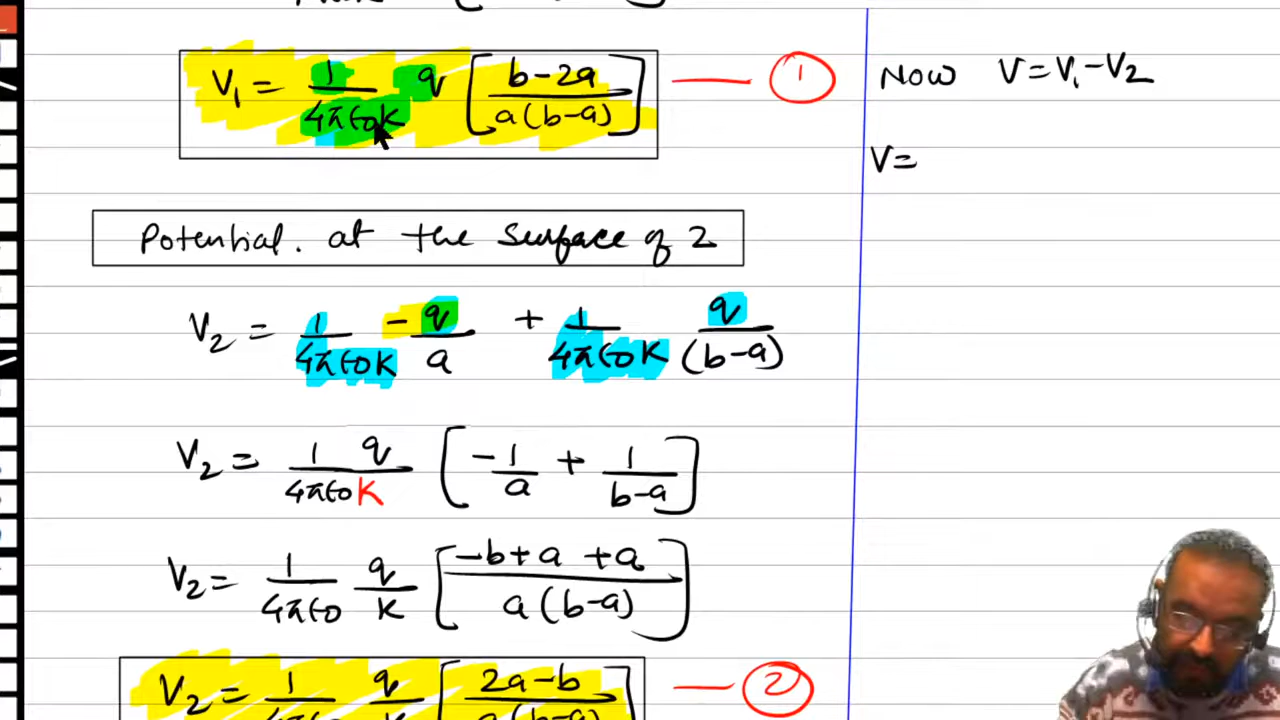 V₁ = 1/4πε₀K q [b-2a / a(b-a)] —— ①
Potential. at the surface of 2
V₂ = 1/4πε₀K -q/a + 1/4πε₀K q/(b-a)
V₂ = 1 q/4πε₀K [-1/a + 1/b-a]
V₂ = 1/4πε₀ q/K [-b+a +a / a(b-a)]
V₂ = 1/4πε₀ q/K [2a-b / a(b-a)] —— ②
Now V = V₁ - V₂
V =